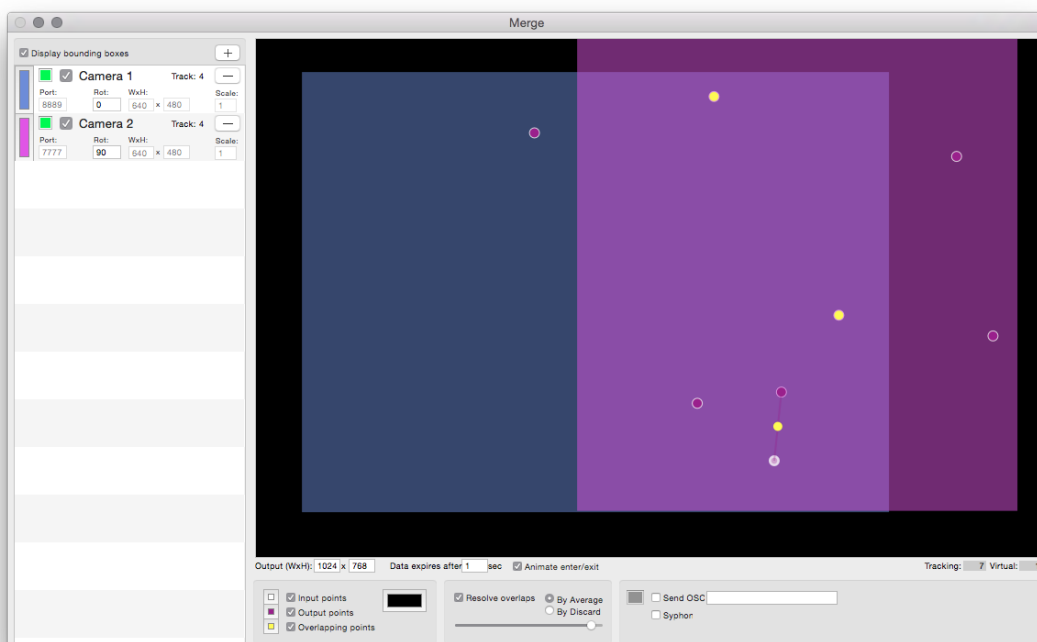 Merge
Display bounding boxes +
Camera 1 Track: 4 —
Port: Rot: WxH: Scale:
8889 0 640 x 480 1
Camera 2 Track: 4 —
Port: Rot: WxH: Scale:
7777 90 640 x 480 1
Output (WxH): 1024 x 768 Data expires after 1 sec Animate enter/exit Tracking: 7 Virtual:
Input points
Output points
Overlapping points
Resolve overlaps By Average
By Discard
Send OSC
Syphon